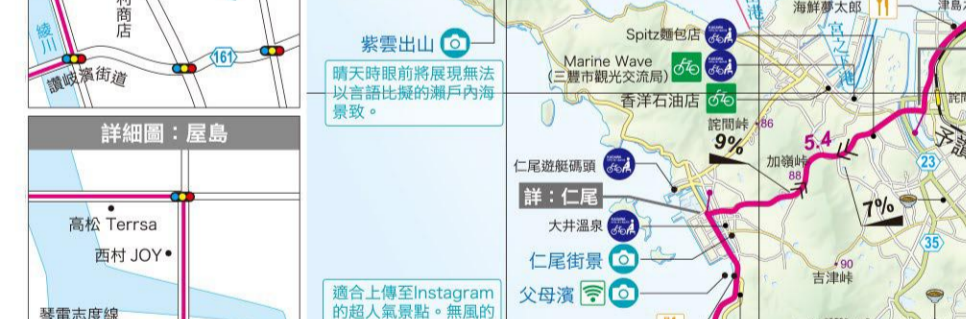 利商店
綾川
161
讚岐濱街道
詳細圖：屋島
高松 Terrsa
西村 JOY
琴電志度線
紫雲出山
晴天時眼前將展現無法
以言語比擬的瀨戶內海
景致。
適合上傳至Instagram
的超人氣景點。無風的
海鮮夢太郎
津島
宮之下港
Spitz麵包店
Marine Wave
(三豐市觀光交流局)
香洋石油店
詫間峠
86
9%
5.4
加嶺峠
88
23
予讚
仁尾遊艇碼頭
詳：仁尾
7%
大井溫泉
35
仁尾街景
90
吉津峠
父母濱